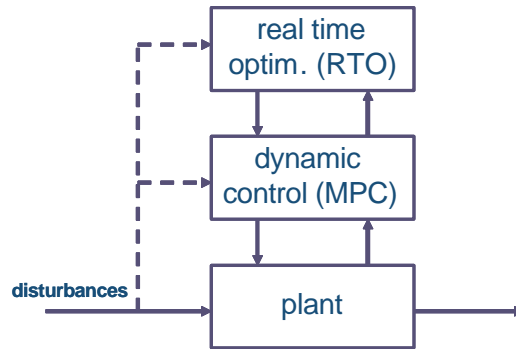 real time
optim. (RTO)
dynamic
control (MPC)
disturbances
plant